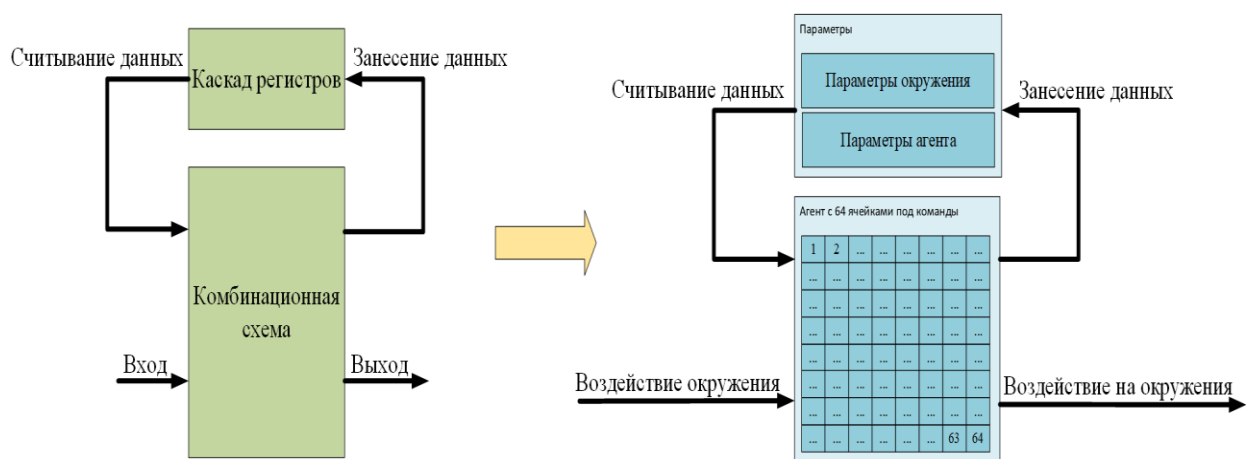 Считывание данных
Каскад регистров
Занесение данных
Комбинационная
схема
Вход
Выход
Параметры
Параметры окружения
Параметры агента
Считывание данных
Занесение данных
Агент с 64 ячейками под команды
1 2 ... ... ... ... ... ...
... ... ... ... ... ... ... ...
... ... ... ... ... ... ... ...
... ... ... ... ... ... ... ...
... ... ... ... ... ... ... ...
... ... ... ... ... ... ... ...
... ... ... ... ... ... ... ...
... ... ... ... ... ... 63 64
Воздействие окружения
Воздействие на окружения